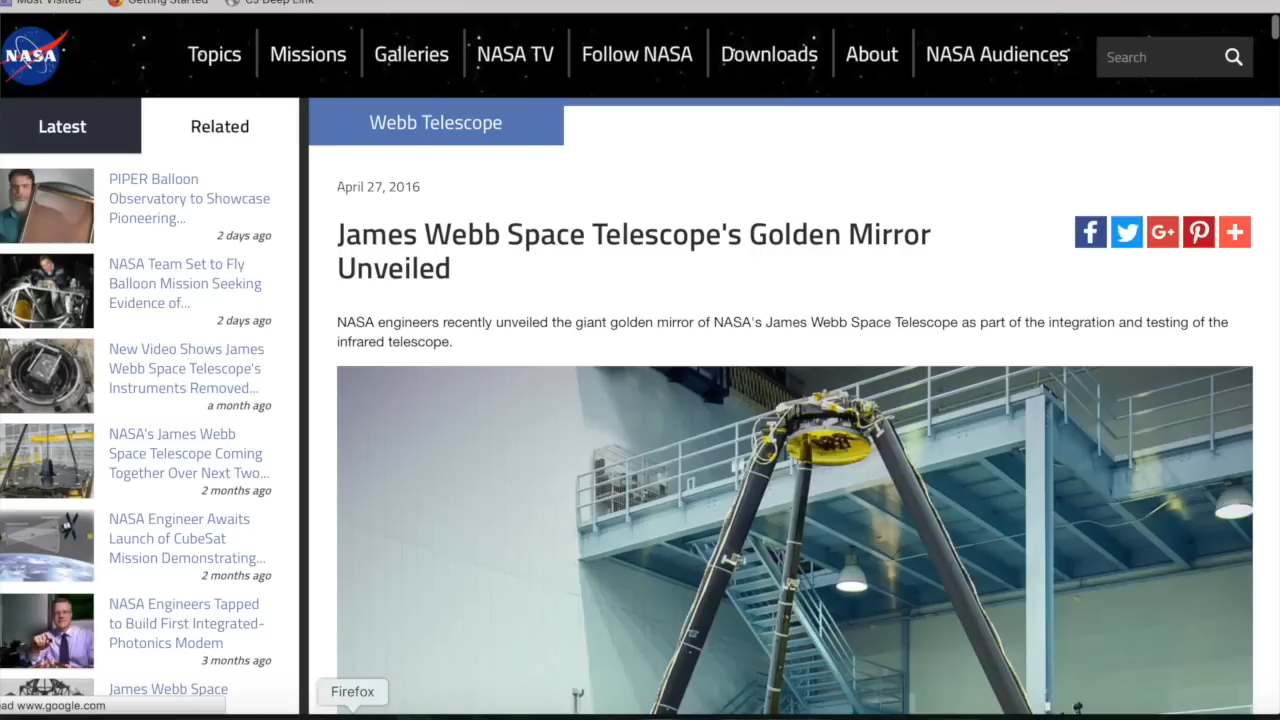 Most Visited
Getting Started
NASA
Topics
Missions
Galleries
NASA TV
Follow NASA
Downloads
About
NASA Audiences
Search
Latest
Related
Webb Telescope
PIPER Balloon
Observatory to Showcase
Pioneering...
2 days ago
NASA Team Set to Fly
Balloon Mission Seeking
Evidence of...
2 days ago
New Video Shows James
Webb Space Telescope's
Instruments Removed...
a month ago
NASA's James Webb
Space Telescope Coming
Together Over Next Two...
2 months ago
NASA Engineer Awaits
Launch of CubeSat
Mission Demonstrating...
2 months ago
NASA Engineers Tapped
to Build First Integrated-
Photonics Modem
3 months ago
James Webb Space
ead www.google.com
April 27, 2016
James Webb Space Telescope's Golden Mirror
Unveiled
NASA engineers recently unveiled the giant golden mirror of NASA's James Webb Space Telescope as part of the integration and testing of the
infrared telescope.
Firefox